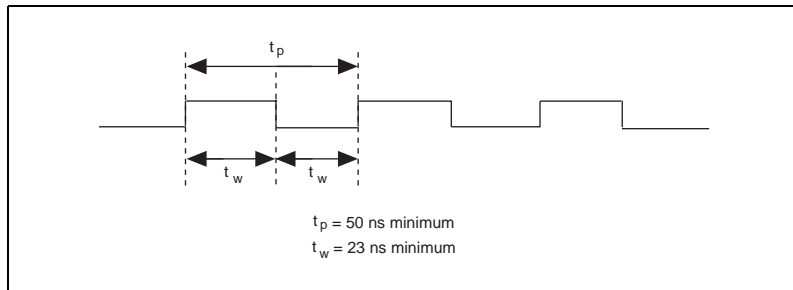 t p
t w t w
t p = 50 ns minimum
t w = 23 ns minimum